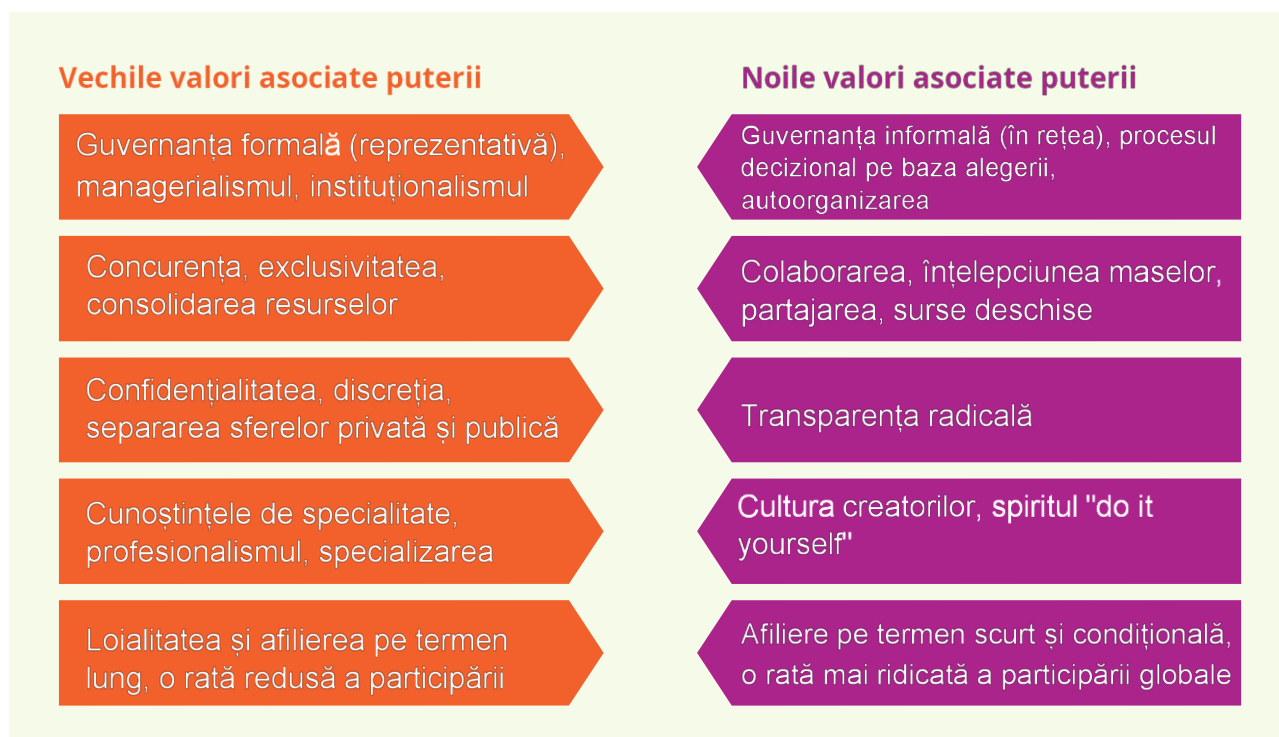 Vechile valori asociate puterii
Noile valori asociate puterii
Guvernanța formală (reprezentativă),
managerialismul, instituționalismul
Guvernanța informală (în rețea), procesul
decizional pe baza alegerii,
autoorganizarea
Concurența, exclusivitatea,
consolidarea resurselor
Colaborarea, înțelepciunea maselor,
partajarea, surse deschise
Confidențialitatea, discreția,
separarea sferelor privată și publică
Transparența radicală
Cunoștințele de specialitate,
profesionalismul, specializarea
Cultura creatorilor, spiritul "do it
yourself"
Loialitatea și afilierea pe termen
lung, o rată redusă a participării
Afiliere pe termen scurt și condițională,
o rată mai ridicată a participării globale